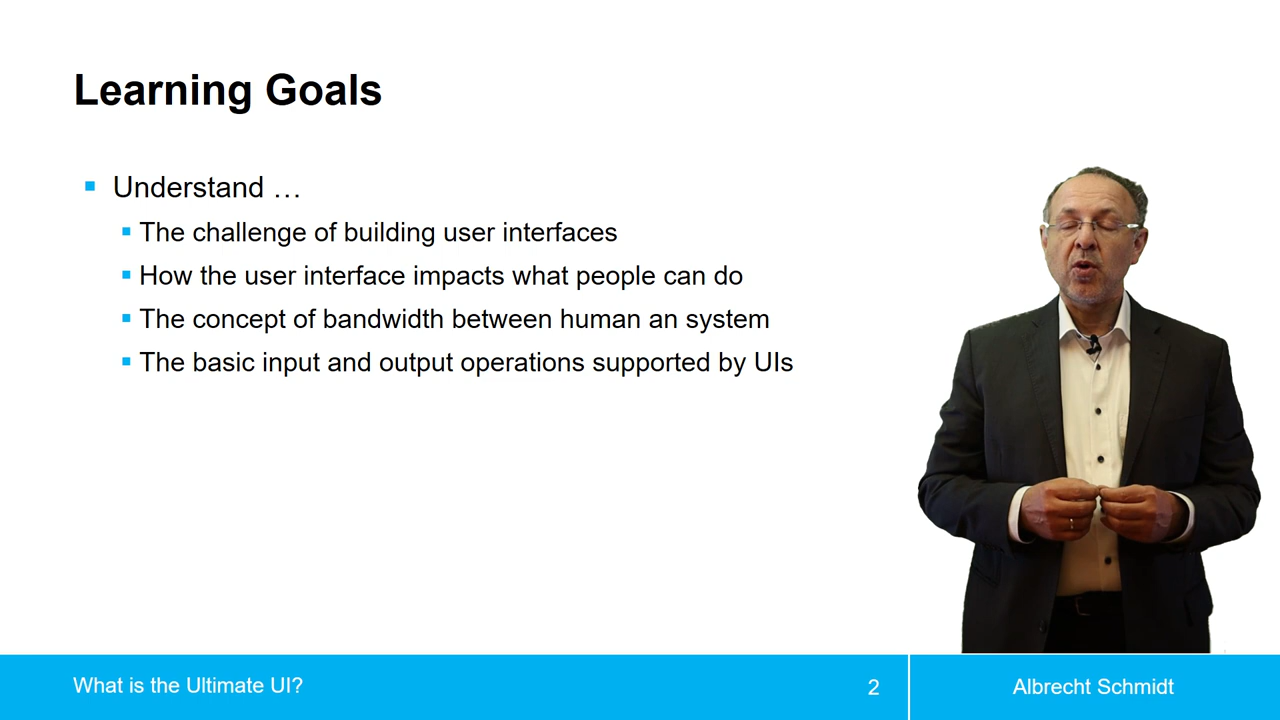 Learning Goals
Understand …
The challenge of building user interfaces
How the user interface impacts what people can do
The concept of bandwidth between human an system
The basic input and output operations supported by UIs
What is the Ultimate UI?
2
Albrecht Schmidt